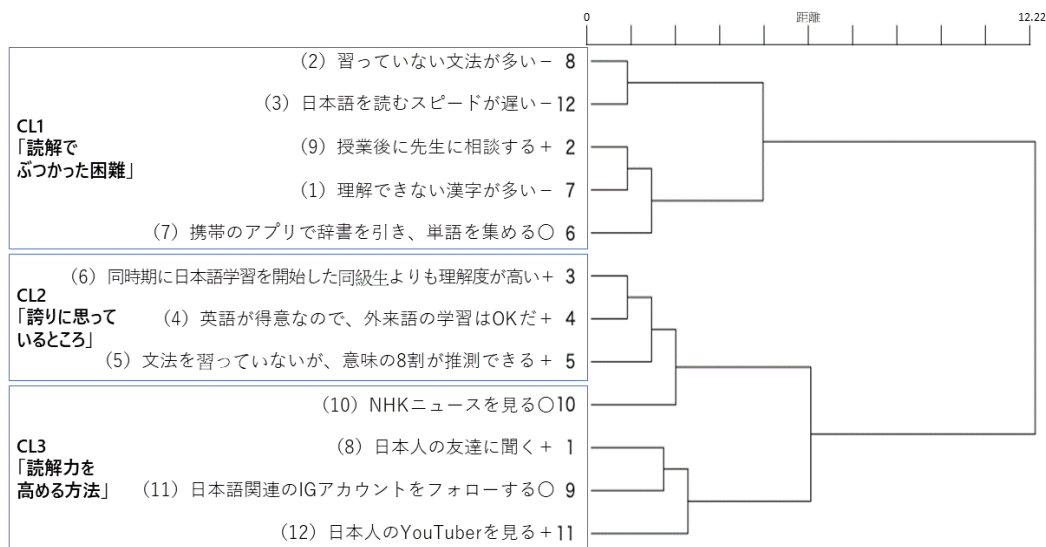 0 距離 12.22
(2) 習っていない文法が多い− 8
(3) 日本語を読むスピードが遅い−12
CL1
「読解で
ぶつかった困難」
(9) 授業後に先生に相談する+ 2
(1) 理解できない漢字が多い− 7
(7) 携帯のアプリで辞書を引き、単語を集める○ 6
CL2
「誇りに思って
いるところ」
(6) 同時期に日本語学習を開始した同級生よりも理解度が高い+ 3
(4) 英語が得意なので、外来語の学習はOKだ+ 4
(5) 文法を習っていないが、意味の8割が推測できる+ 5
(10) NHKニュースを見る○10
CL3
「読解力を
高める方法」
(8) 日本人の友達に聞く+ 1
(11) 日本語関連のIGアカウントをフォローする○ 9
(12) 日本人のYouTuberを見る+11